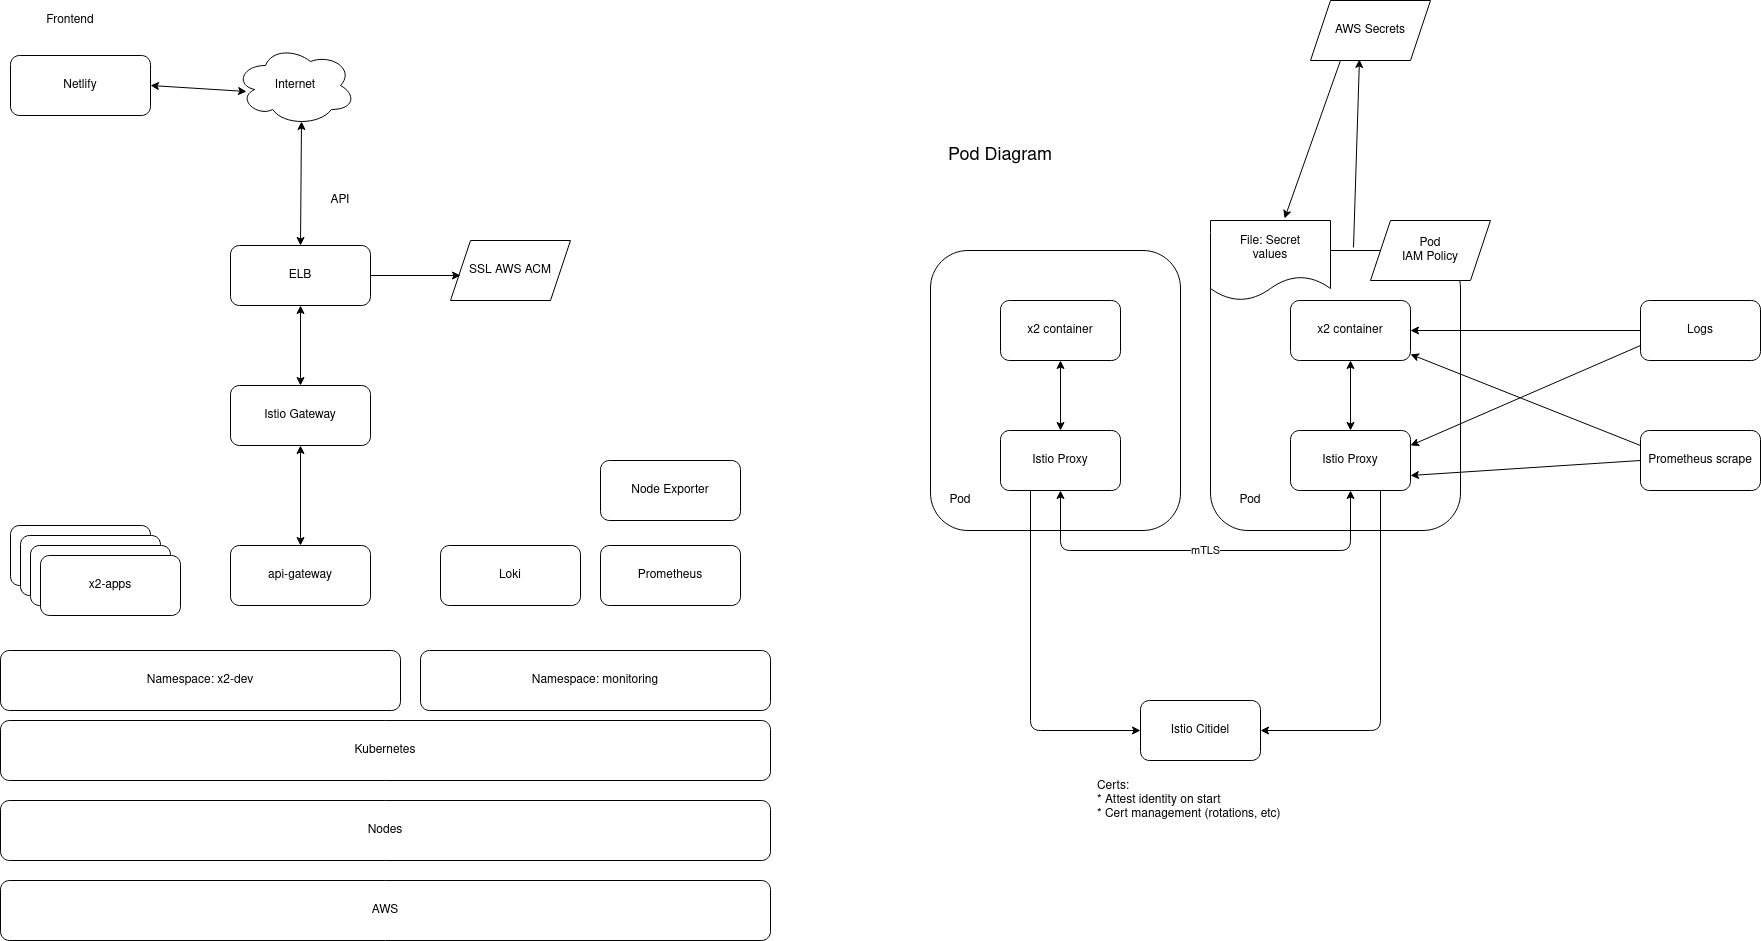 Frontend
Netlify
Internet
API
ELB
SSL AWS ACM
Istio Gateway
Node Exporter
x2-apps
api-gateway
Loki
Prometheus
Namespace: x2-dev
Namespace: monitoring
Kubernetes
Nodes
AWS
AWS Secrets
Pod Diagram
File: Secret
values
Pod
IAM Policy
x2 container
x2 container
Logs
Istio Proxy
Istio Proxy
Prometheus scrape
Pod
Pod
mTLS
Istio Citidel
Certs:
* Attest identity on start
* Cert management (rotations, etc)